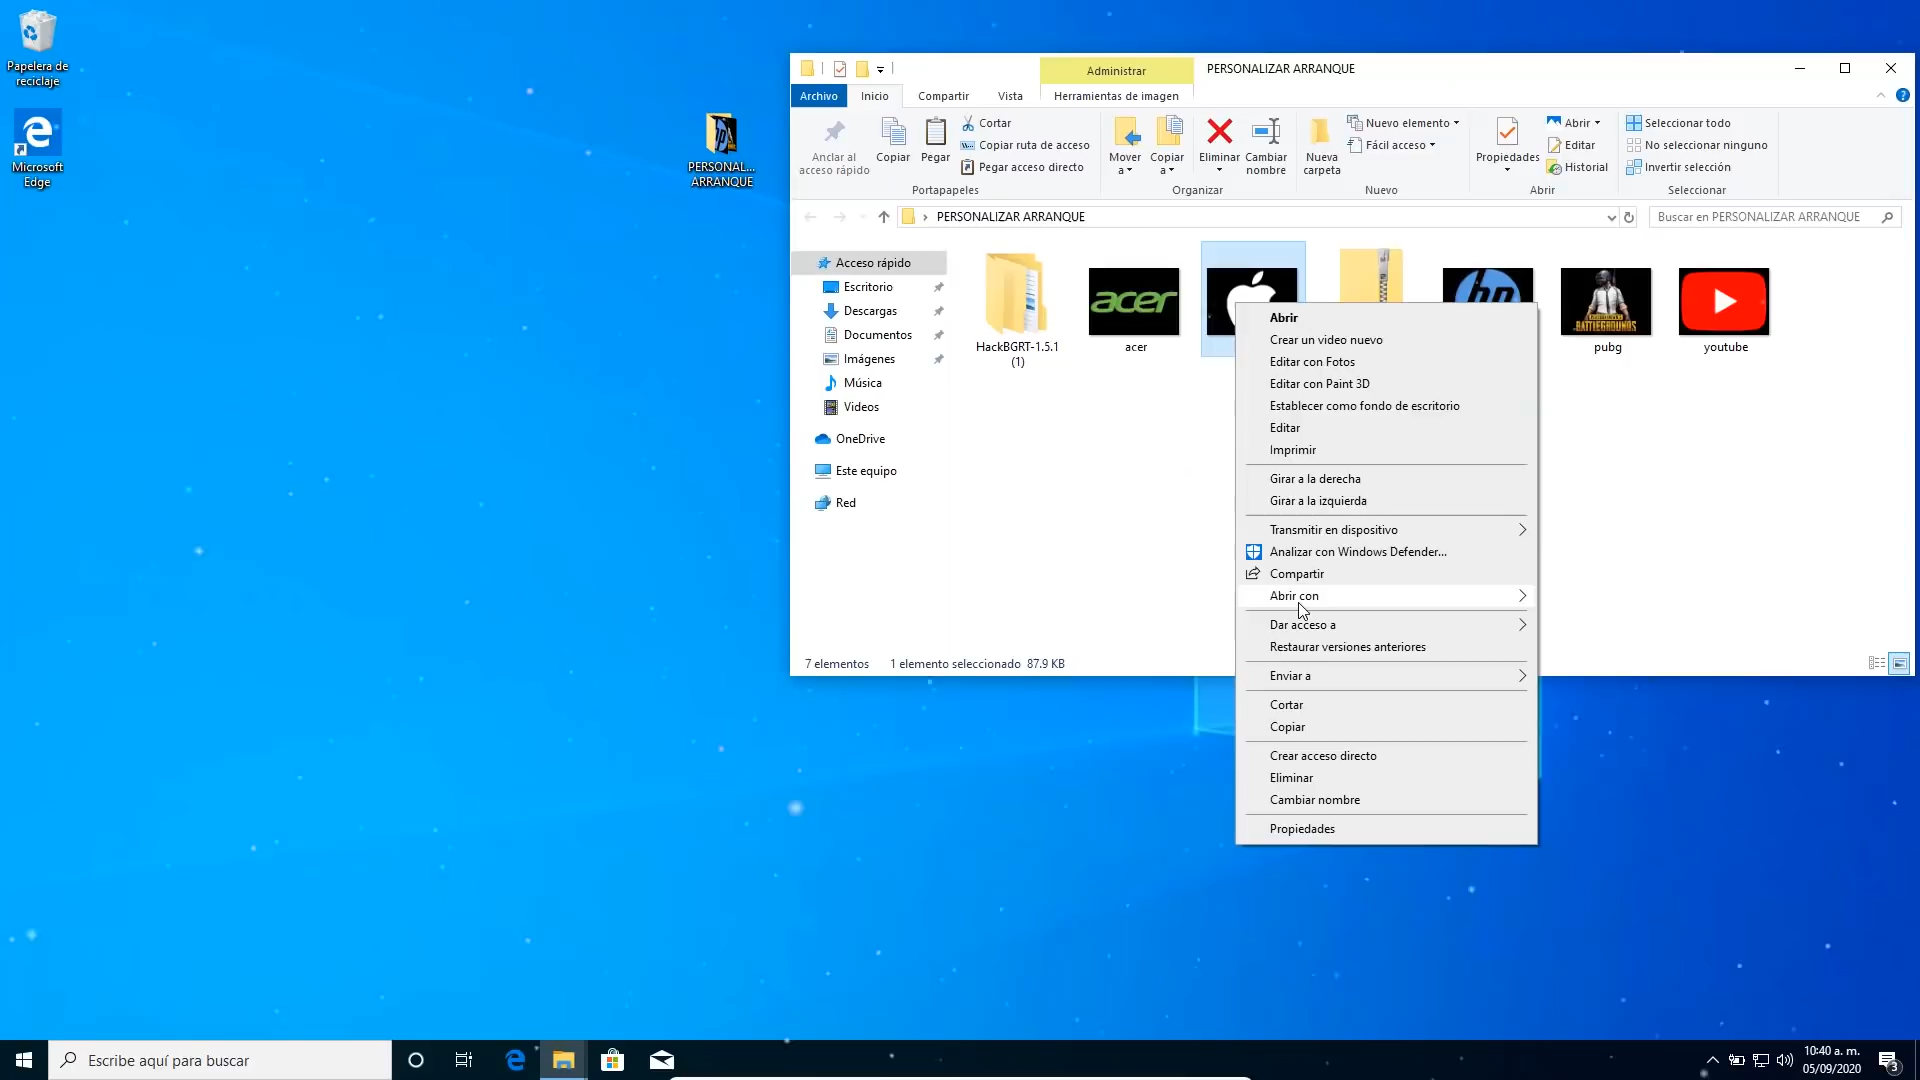 Papelera de
reciclaje
Microsoft
Edge
PERSONAL...
ARRANQUE
Administrar
PERSONALIZAR ARRANQUE
Archivo
Inicio
Compartir
Vista
Herramientas de imagen
Anclar al
acceso rápido
Copiar
Pegar
Cortar
Copiar ruta de acceso
Pegar acceso directo
Portapapeles
Mover
a
Copiar
a
Eliminar
Cambiar
nombre
Organizar
Nueva
carpeta
Nuevo elemento
Fácil acceso
Nuevo
Propiedades
Abrir
Editar
Historial
Abrir
Seleccionar todo
No seleccionar ninguno
Invertir selección
Seleccionar
PERSONALIZAR ARRANQUE
Buscar en PERSONALIZAR ARRANQUE
Acceso rápido
Escritorio
Descargas
Documentos
Imágenes
Música
Videos
OneDrive
Este equipo
Red
HackBGRT-1.5.1
(1)
acer
acer
hp
BATTLEGROUNDS
pubg
youtube
Abrir
Crear un video nuevo
Editar con Fotos
Editar con Paint 3D
Establecer como fondo de escritorio
Editar
Imprimir
Girar a la derecha
Girar a la izquierda
Transmitir en dispositivo
Analizar con Windows Defender...
Compartir
Abrir con
Dar acceso a
Restaurar versiones anteriores
Enviar a
Cortar
Copiar
Crear acceso directo
Eliminar
Cambiar nombre
Propiedades
7 elementos
1 elemento seleccionado 87.9 KB
Escribe aquí para buscar
10:40 a. m.
05/09/2020
3